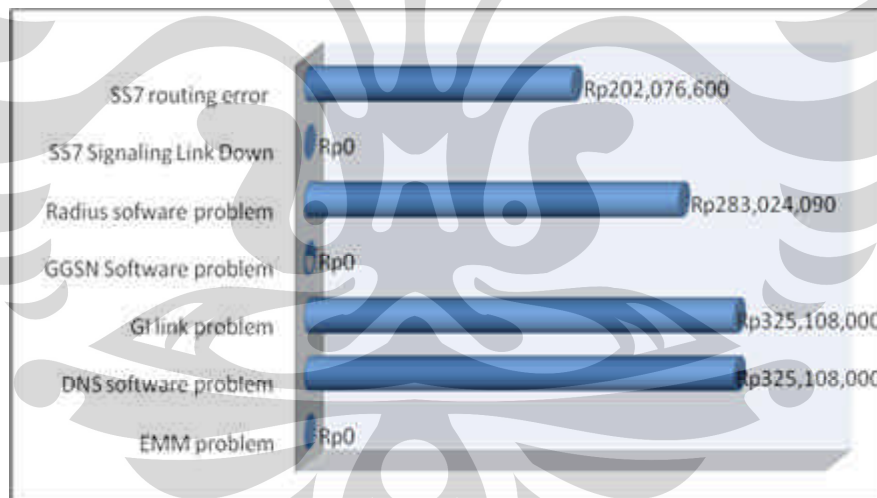 SS7 routing error Rp202,076,600
SS7 Signaling Link Down Rp0
Radius sofware problem Rp283,024,090
GGSN Software problem Rp0
GI link problem Rp325,108,000
DNS software problem Rp325,108,000
EMM problem Rp0